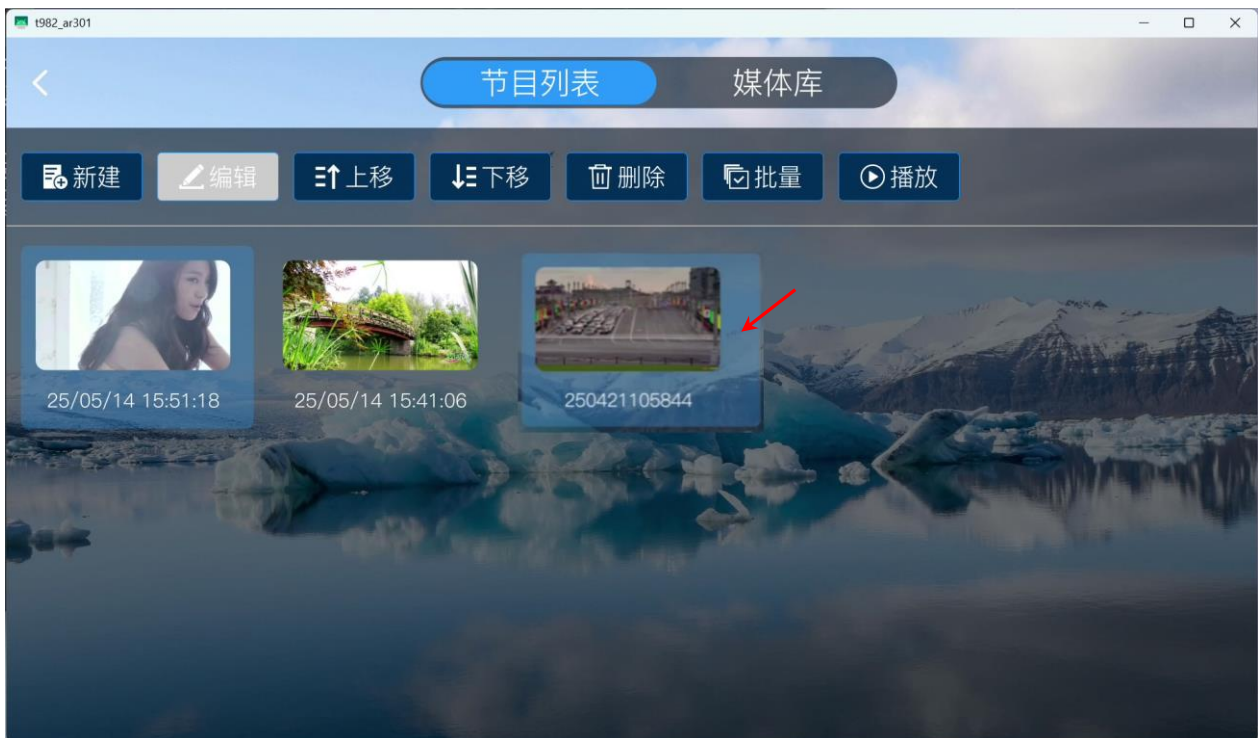 t982_ar301
节目列表 媒体库
新建 编辑 上移 下移 删除 批量 播放
25/05/14 15:51:18 25/05/14 15:41:06 250421105844